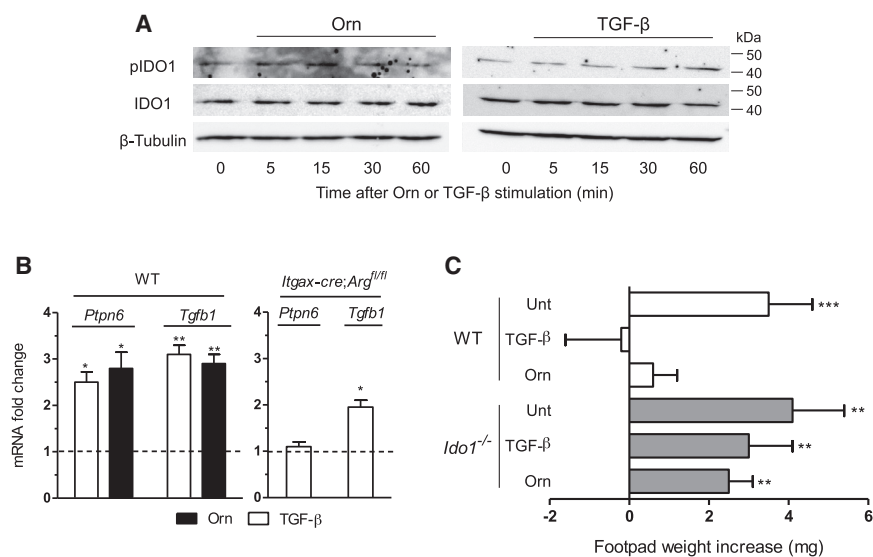 A
Orn
TGF-β
kDa
pIDO1
50
40
IDO1
50
40
β-Tubulin
0 5 15 30 60 0 5 15 30 60
Time after Orn or TGF-β stimulation (min)
B
WT
Itgax-cre;Arg^fl/fl
Ptpn6 Tgfb1
Ptpn6 Tgfb1
mRNA fold change
4
3
2
1
0
* * ** **
4
3
2
1
0
*
Orn TGF-β
C
WT
Unt ***
TGF-β
Orn
Ido1^-/-
Unt **
TGF-β **
Orn **
-2 0 2 4 6
Footpad weight increase (mg)